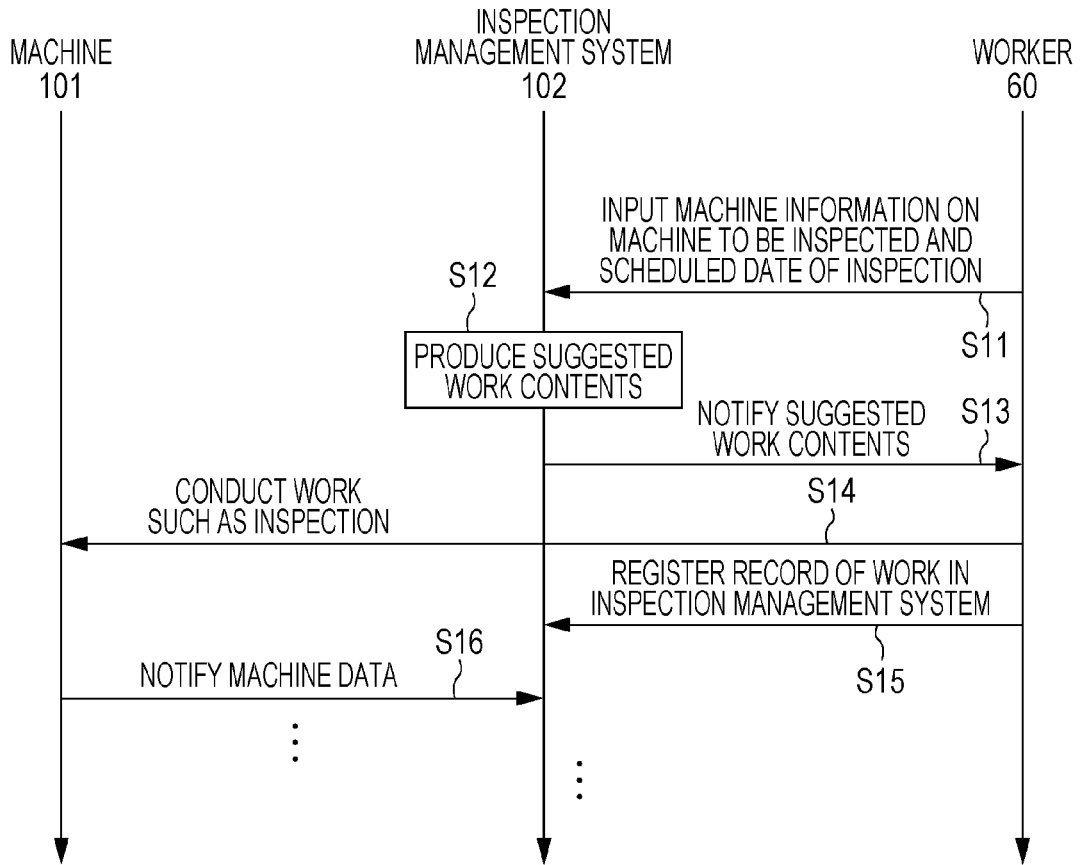 MACHINE
101
INSPECTION
MANAGEMENT SYSTEM
102
WORKER
60
INPUT MACHINE INFORMATION ON
MACHINE TO BE INSPECTED AND
SCHEDULED DATE OF INSPECTION
S11
S12
PRODUCE SUGGESTED
WORK CONTENTS
NOTIFY SUGGESTED
WORK CONTENTS
S13
CONDUCT WORK
SUCH AS INSPECTION
S14
REGISTER RECORD OF WORK IN
INSPECTION MANAGEMENT SYSTEM
S15
NOTIFY MACHINE DATA
S16